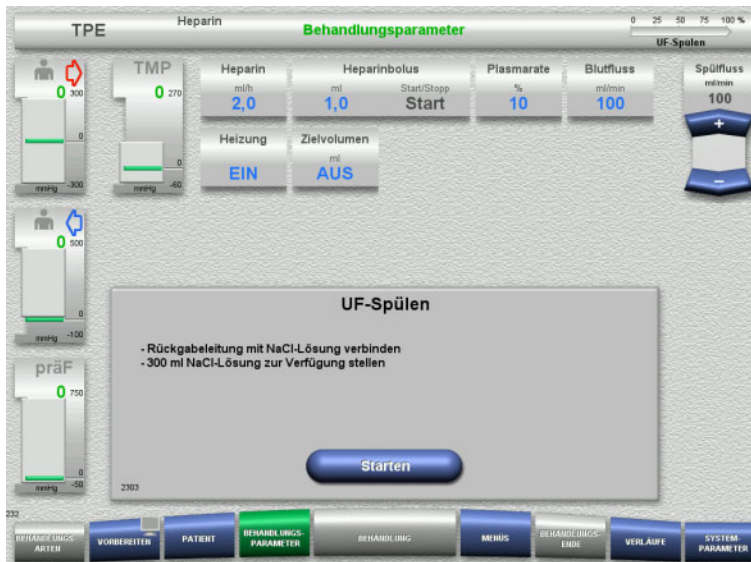 TPE
Heparin
Behandlungsparameter
0 25 50 75 100 %
UF-Spülen
0 300
0
mmHg -300
TMP
0 270
0
mmHg -60
Heparin
ml/h
2,0
Heparinbolus
ml Start/Stopp
1,0 Start
Plasmarate
%
10
Blutfluss
ml/min
100
Spülfluss
ml/min
100
+
–
Heizung
EIN
Zielvolumen
ml
AUS
0 500
0
mmHg -100
präF
0 750
0
mmHg -50
UF-Spülen
- Rückgabeleitung mit NaCl-Lösung verbinden
- 300 ml NaCl-Lösung zur Verfügung stellen
Starten
2303
232
BEHANDLUNGS-
ARTEN
VORBEREITEN
PATIENT
BEHANDLUNGS-
PARAMETER
BEHANDLUNG
MENÜS
BEHANDLUNGS-
ENDE
VERLÄUFE
SYSTEM-
PARAMETER